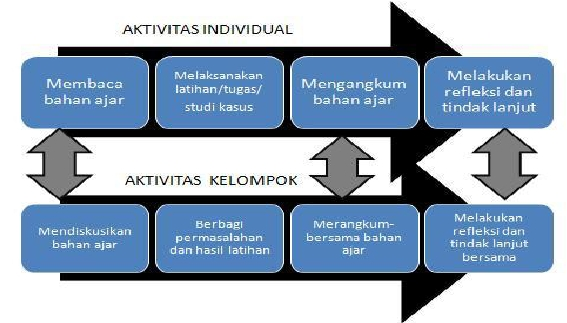 AKTIVITAS INDIVIDUAL
Membaca
bahan ajar
Melaksanakan
latihan/tugas/
studi kasus
Mengangkum
bahan ajar
Melakukan
refleksi dan
tindak lanjut
AKTIVITAS KELOMPOK
Mendiskusikan
bahan ajar
Berbagi
permasalahan
dan hasil latihan
Merangkum-
bersama bahan
ajar
Melakukan
refleksi dan
tindak lanjut
bersama